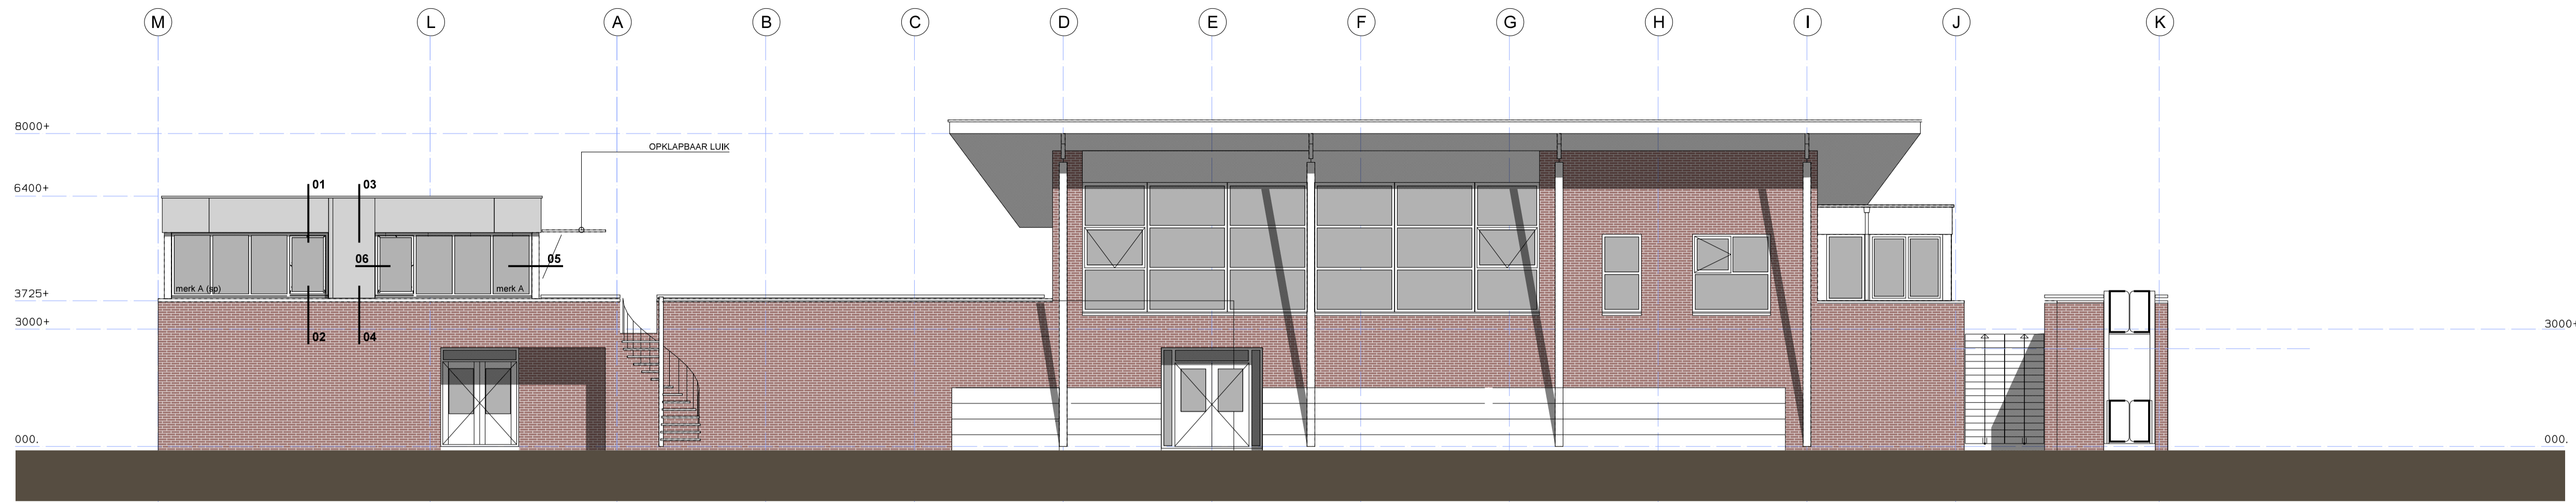 M L A B C D E F G H I J K
8000+
OPKLAPBAAR LUIK
6400+
01 03
06 05
merk A (sp) merk A
3725+
3000+ 3000+
02 04
000. 000.